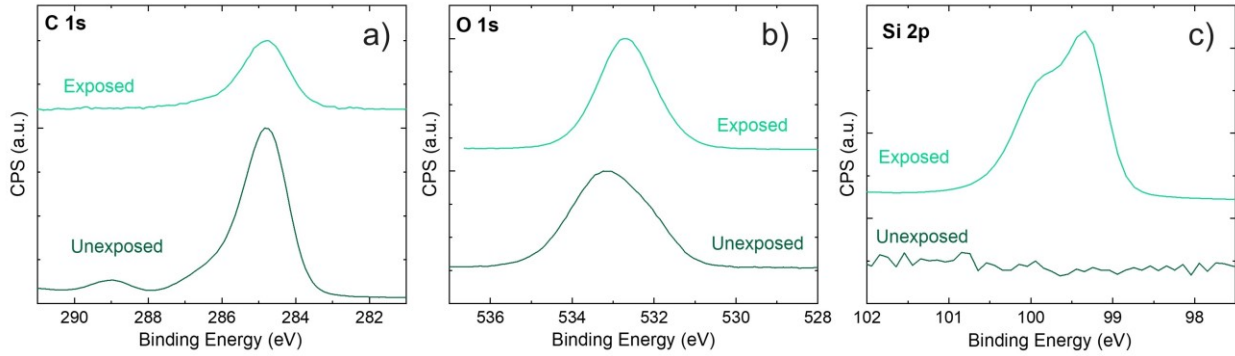 C 1s
a)
Exposed
Unexposed
CPS (a.u.)
290 288 286 284 282
Binding Energy (eV)
O 1s
b)
Exposed
Unexposed
CPS (a.u.)
536 534 532 530 528
Binding Energy (eV)
Si 2p
c)
Exposed
Unexposed
CPS (a.u.)
102 101 100 99 98
Binding Energy (eV)